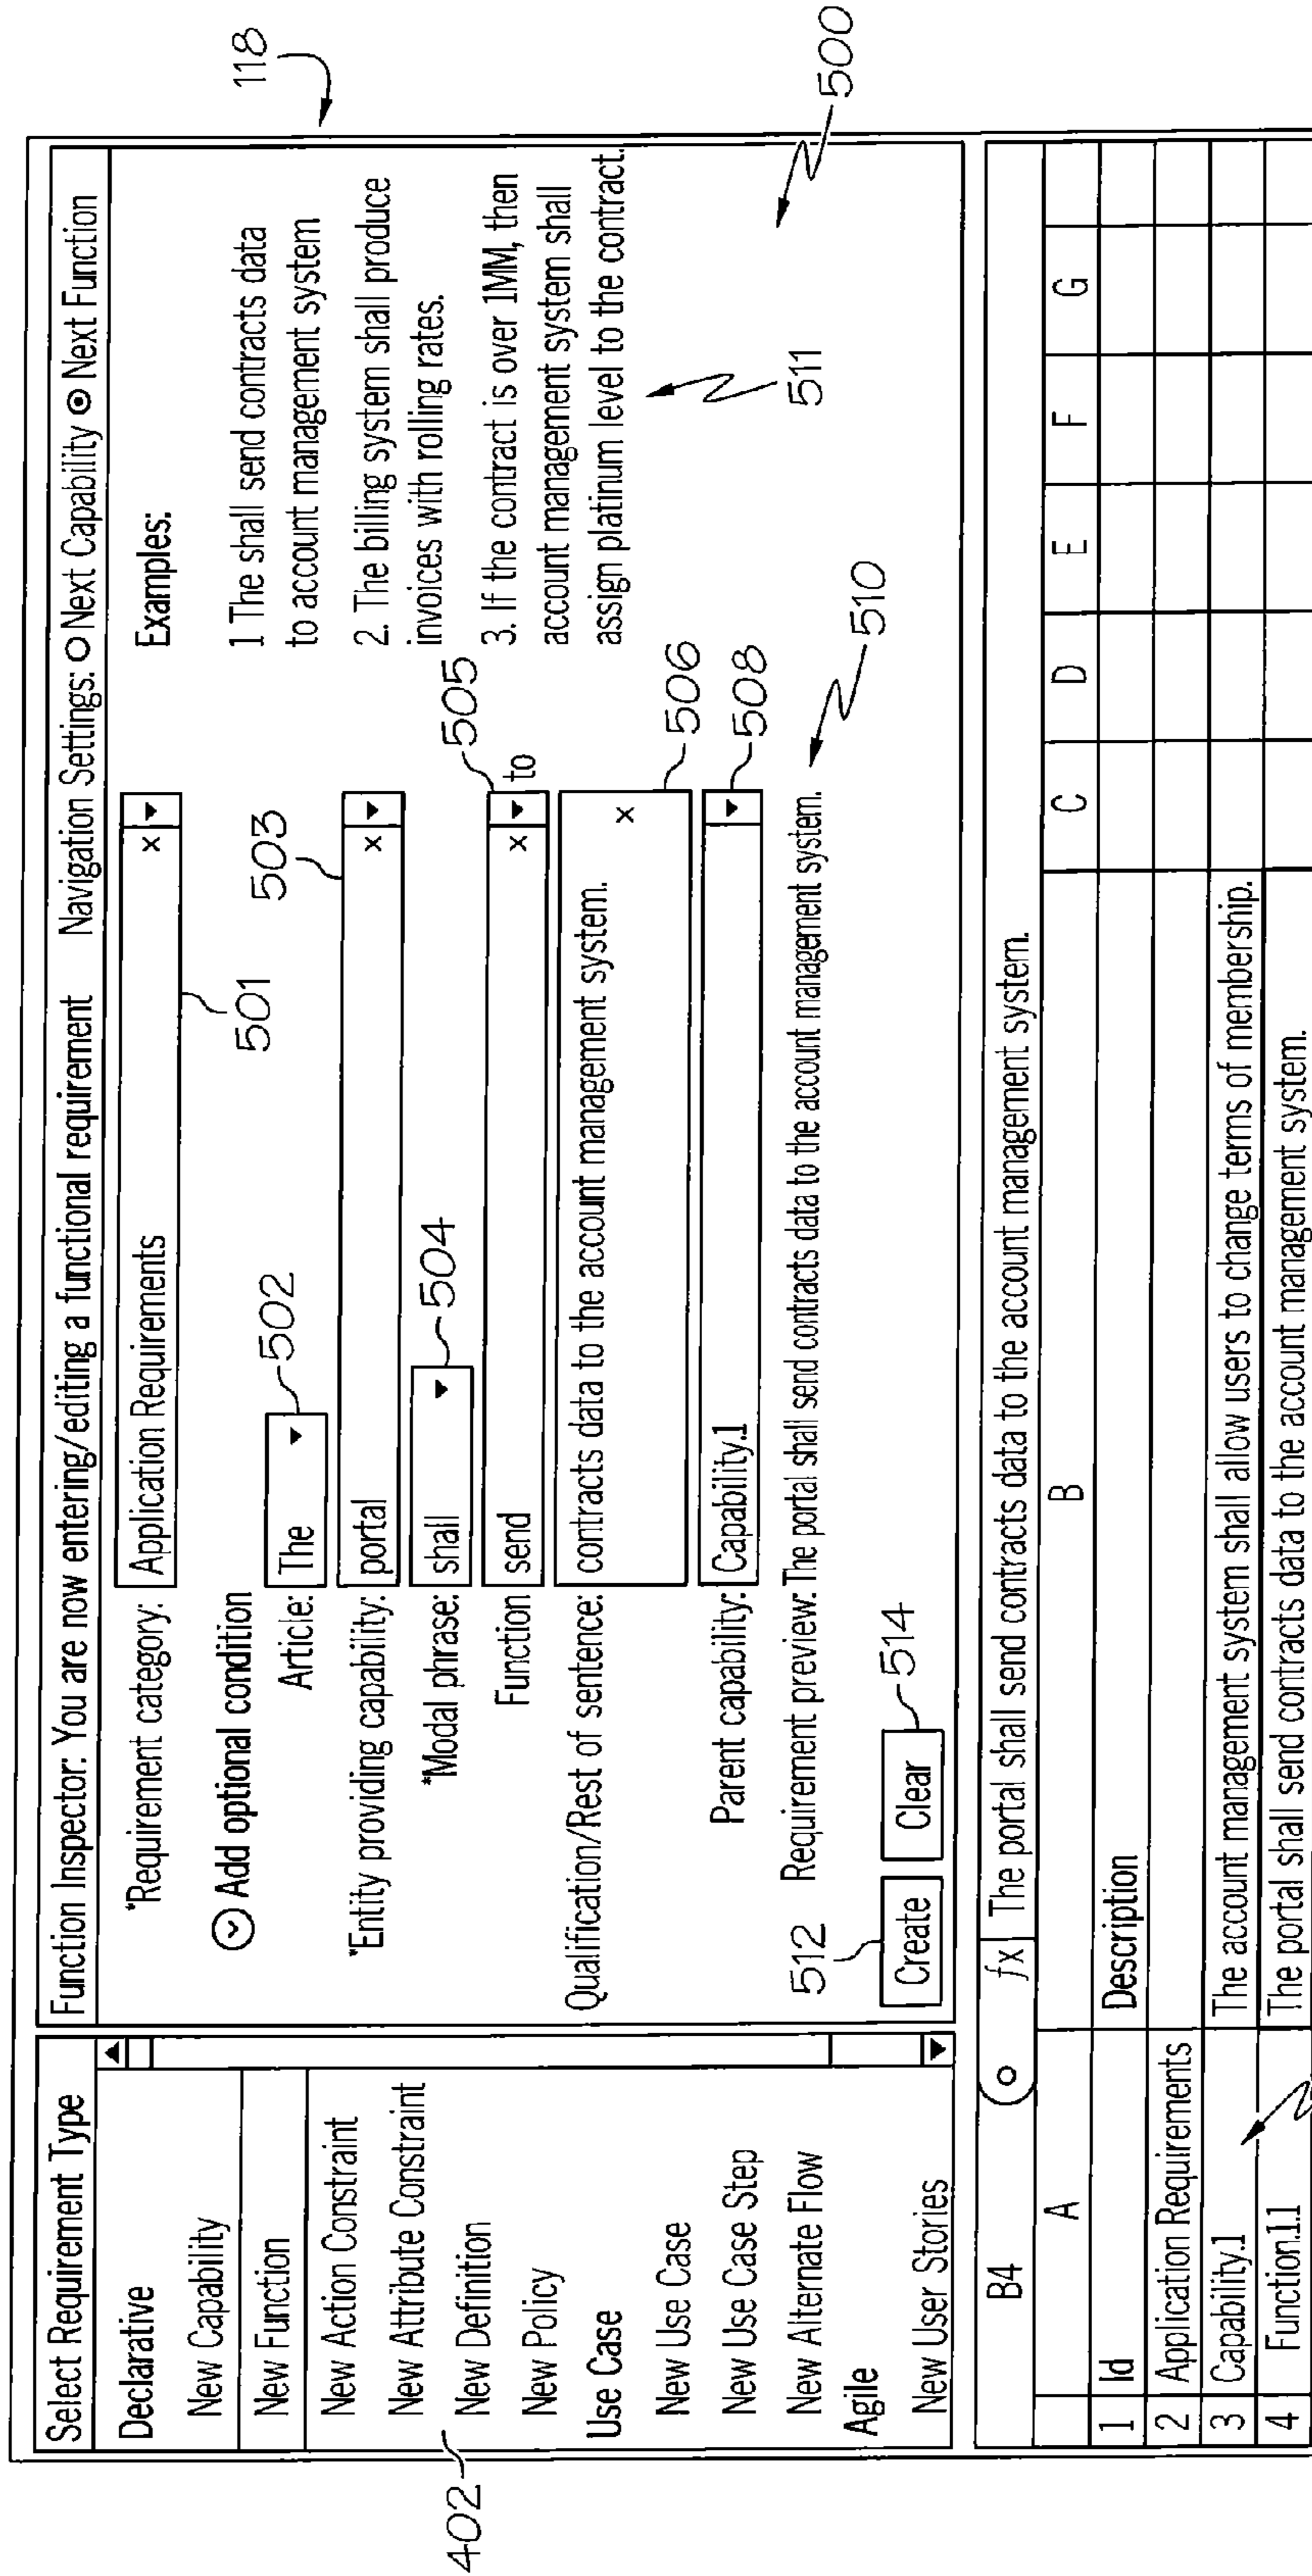 118
Select Requirement Type
Declarative
New Capability
New Function
New Action Constraint
New Attribute Constraint
New Definition
New Policy
Use Case
New Use Case
New Use Case Step
New Alternate Flow
Agile
New User Stories
402
Function Inspector: You are now entering/editing a functional requirement Navigation Settings: Next Capability Next Function
*Requirement category: Application Requirements x
501
Add optional condition
Article: The
502
503
*Entity providing capability: portal x
*Modal phrase: shall
504
505
Function send x to
Qualification/Rest of sentence: contracts data to the account management system. x
506
Parent capability: Capability.1
508
Requirement preview: The portal shall send contracts data to the account management system.
510
512
Create Clear
514
Examples:
1 The shall send contracts data
to account management system
2. The billing system shall produce
invoices with rolling rates.
3. If the contract is over 1MM, then
account management system shall
assign platinum level to the contract.
511
500
B4 fx The portal shall send contracts data to the account management system.
A B C D E F G
1 Id Description
2 Application Requirements
3 Capability.1 The account management system shall allow users to change terms of membership.
4 Function.1.1 The portal shall send contracts data to the account management system.